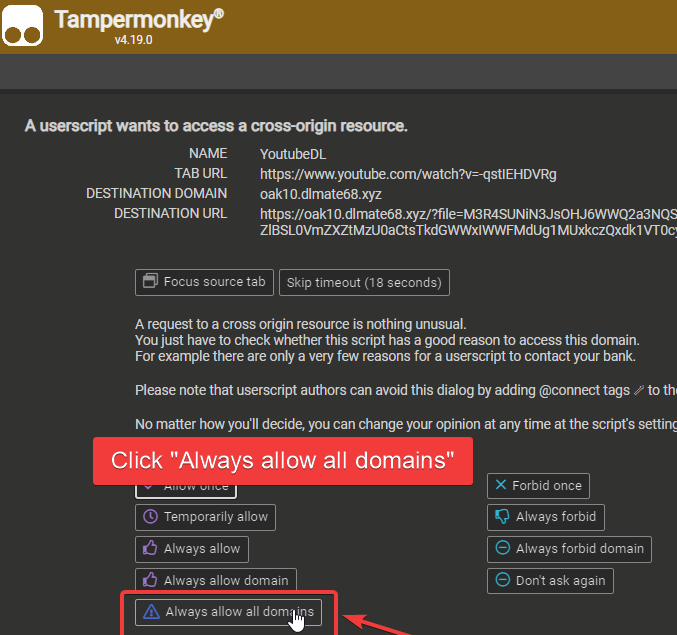 Tampermonkey®
v4.19.0
A userscript wants to access a cross-origin resource.
NAME YoutubeDL
TAB URL https://www.youtube.com/watch?v=-qstIEHDVRg
DESTINATION DOMAIN oak10.dlmate68.xyz
DESTINATION URL https://oak10.dlmate68.xyz/?file=M3R4SUNiN3JsOHJ6WWQ2a3NQS
ZlBSL0VmZXZtMzU0aCtsTkdGWWxIWWFMdUg1MUxkczQxdk1VT0cy
Focus source tab Skip timeout (18 seconds)
A request to a cross origin resource is nothing unusual.
You just have to check whether this script has a good reason to access this domain.
For example there are only a very few reasons for a userscript to contact your bank.
Please note that userscript authors can avoid this dialog by adding @connect tags to the
No matter how you'll decide, you can change your opinion at any time at the script's setting
Click "Always allow all domains"
Allow once Forbid once
Temporarily allow Always forbid
Always allow Always forbid domain
Always allow domain Don't ask again
Always allow all domains